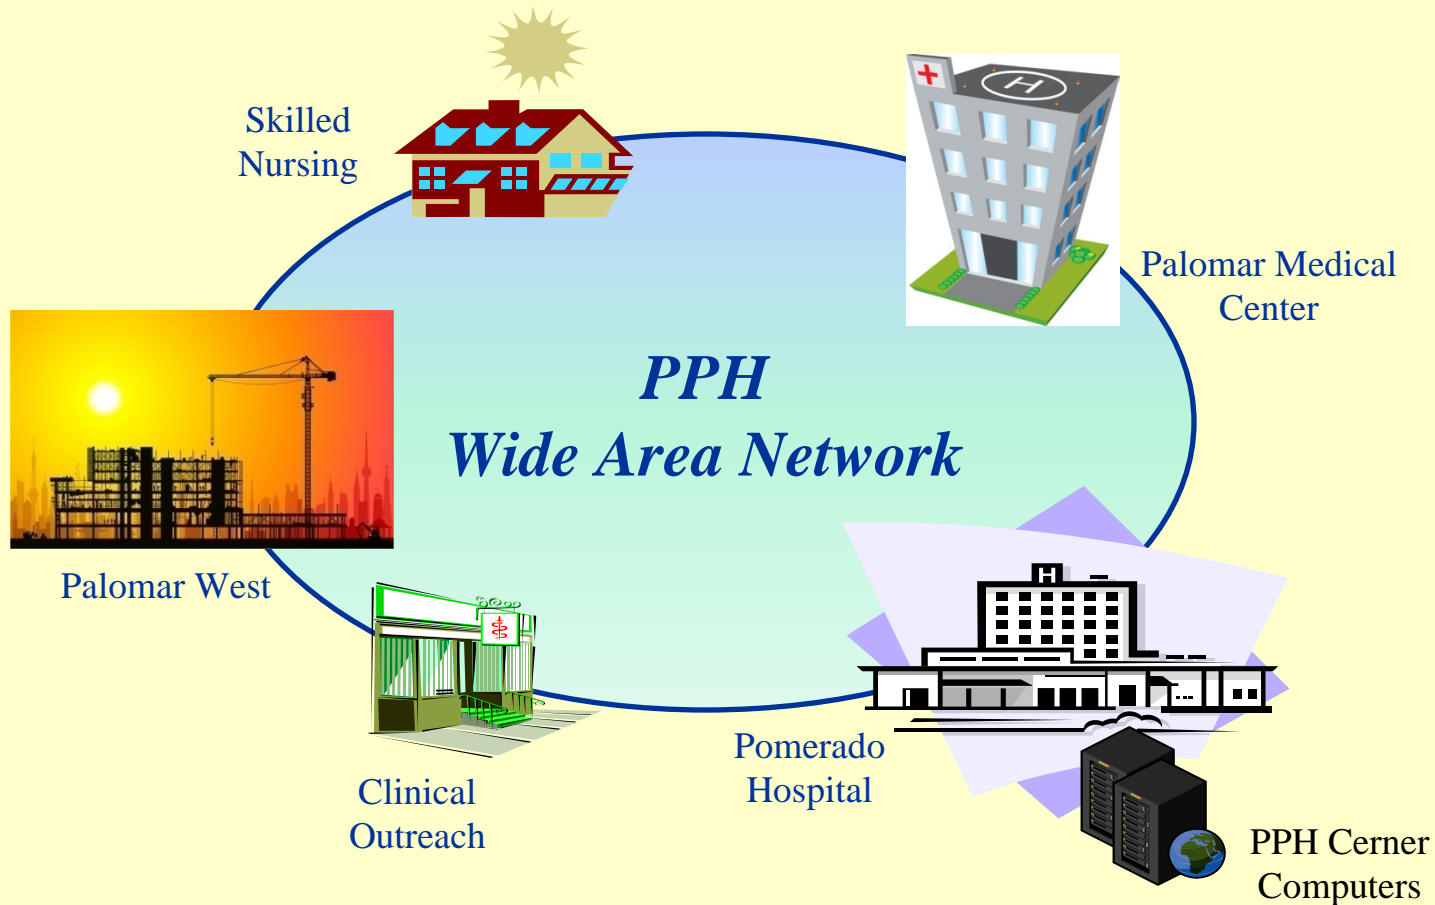 Skilled
Nursing
H
Palomar Medical
Center
PPH
Wide Area Network
Palomar West
H
Pomerado
Hospital
Clinical
Outreach
PPH Cerner
Computers